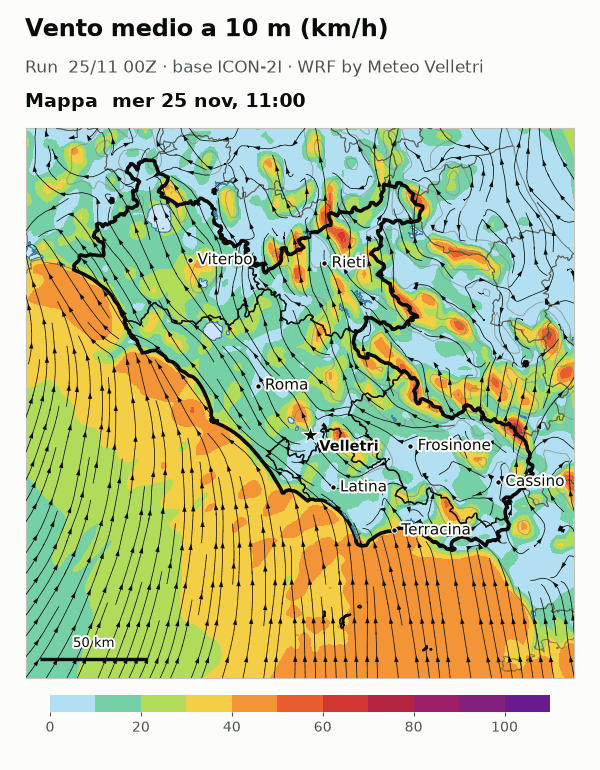 Vento medio a 10 m (km/h)
Run  25/11 00Z · base ICON-2I · WRF by Meteo Velletri
Mappa  mer 25 nov, 11:00
Viterbo
Rieti
Roma
Velletri
Frosinone
Cassino
Latina
Terracina
50 km
0 20 40 60 80 100